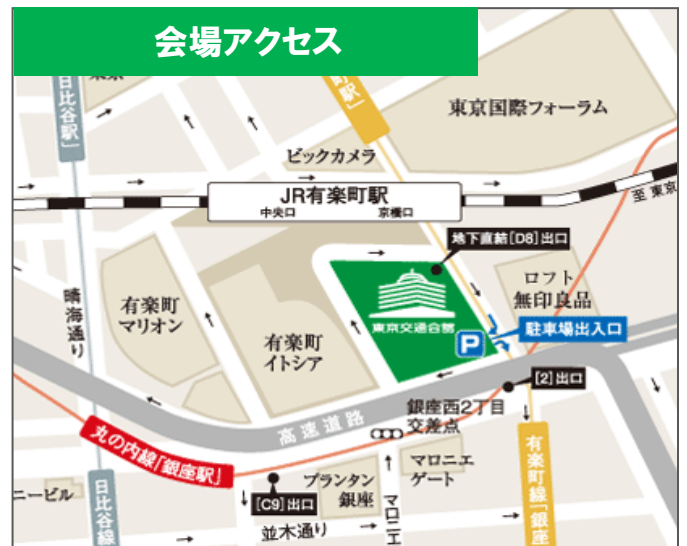 会場アクセス
日比谷駅」
町駅」
東京国際フォーラム
ビックカメラ
JR有楽町駅
中央口
京橋口
至 東京
地下直結[D8]出口
ロフト
無印良品
晴海通り
有楽町
マリオン
有楽町
イトシア
東京交通会館
P
駐車場出入口
[2]出口
高速道路
銀座西2丁目
交差点
丸の内線「銀座駅」
マロニエ
ゲート
有楽町線「銀座
ニービル
日比谷線
[C9]出口
プランタン
銀座
マロニエ
並木通り